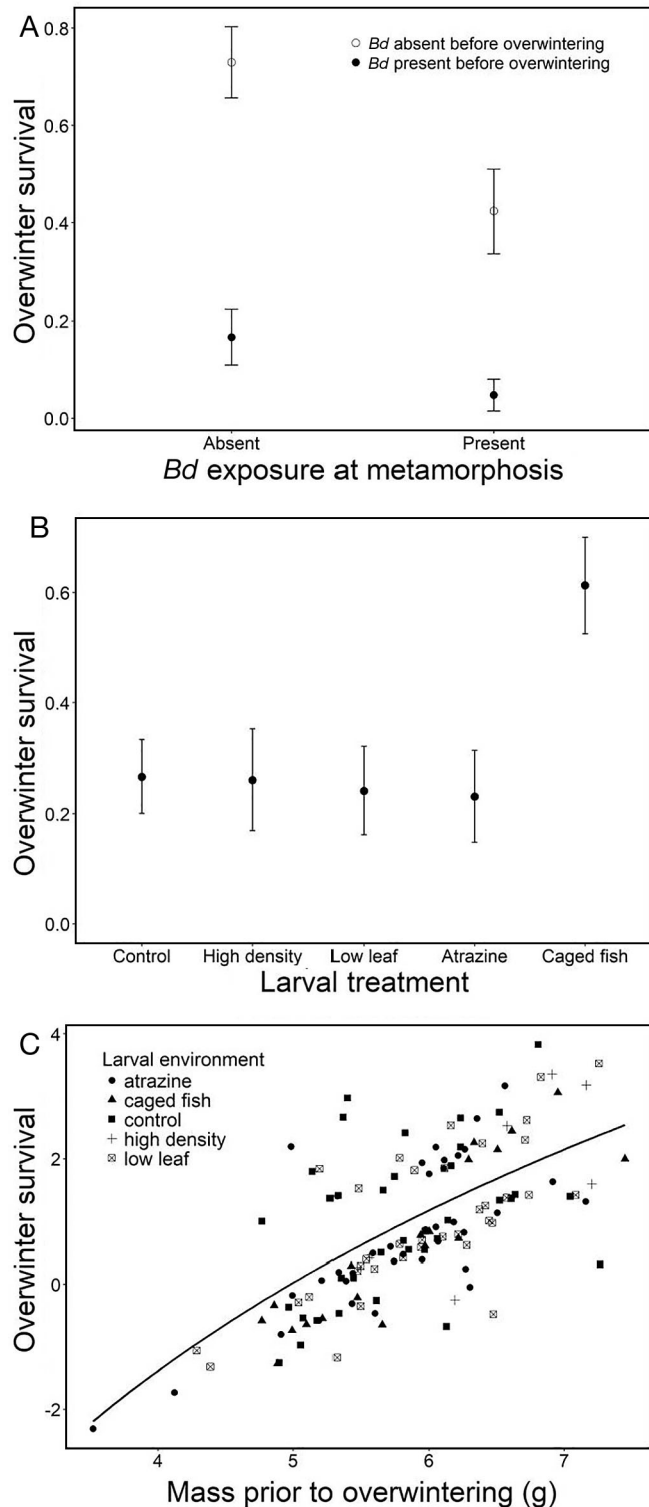 A
0.8
0.6
0.4
0.2
0.0
Overwinter survival
Bd absent before overwintering
Bd present before overwintering
Absent Present
Bd exposure at metamorphosis
B
0.6
0.4
0.2
0.0
Overwinter survival
Control High density Low leaf Atrazine Caged fish
Larval treatment
C
4
2
0
-2
Overwinter survival
Larval environment
atrazine
caged fish
control
high density
low leaf
4 5 6 7
Mass prior to overwintering (g)